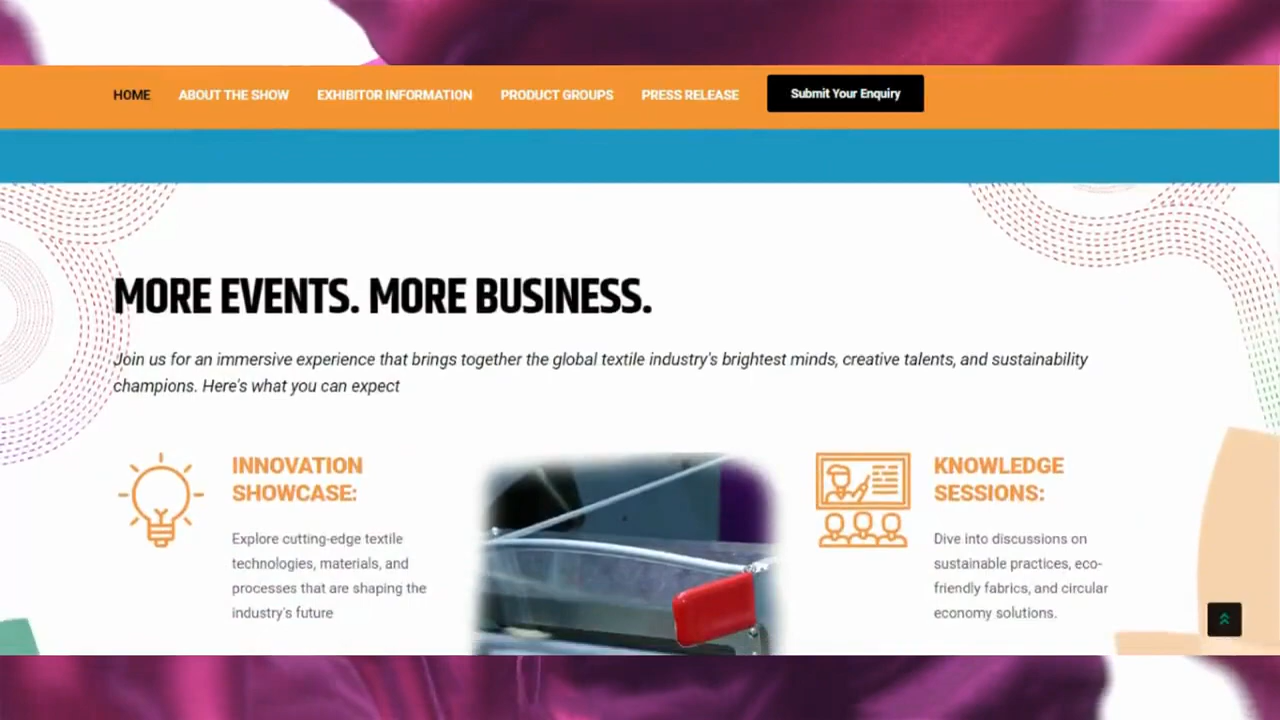 HOME ABOUT THE SHOW EXHIBITOR INFORMATION PRODUCT GROUPS PRESS RELEASE Submit Your Enquiry
MORE EVENTS. MORE BUSINESS.
Join us for an immersive experience that brings together the global textile industry's brightest minds, creative talents, and sustainability
champions. Here's what you can expect
INNOVATION
SHOWCASE:
Explore cutting-edge textile
technologies, materials, and
processes that are shaping the
industry's future
KNOWLEDGE
SESSIONS:
Dive into discussions on
sustainable practices, eco-
friendly fabrics, and circular
economy solutions.